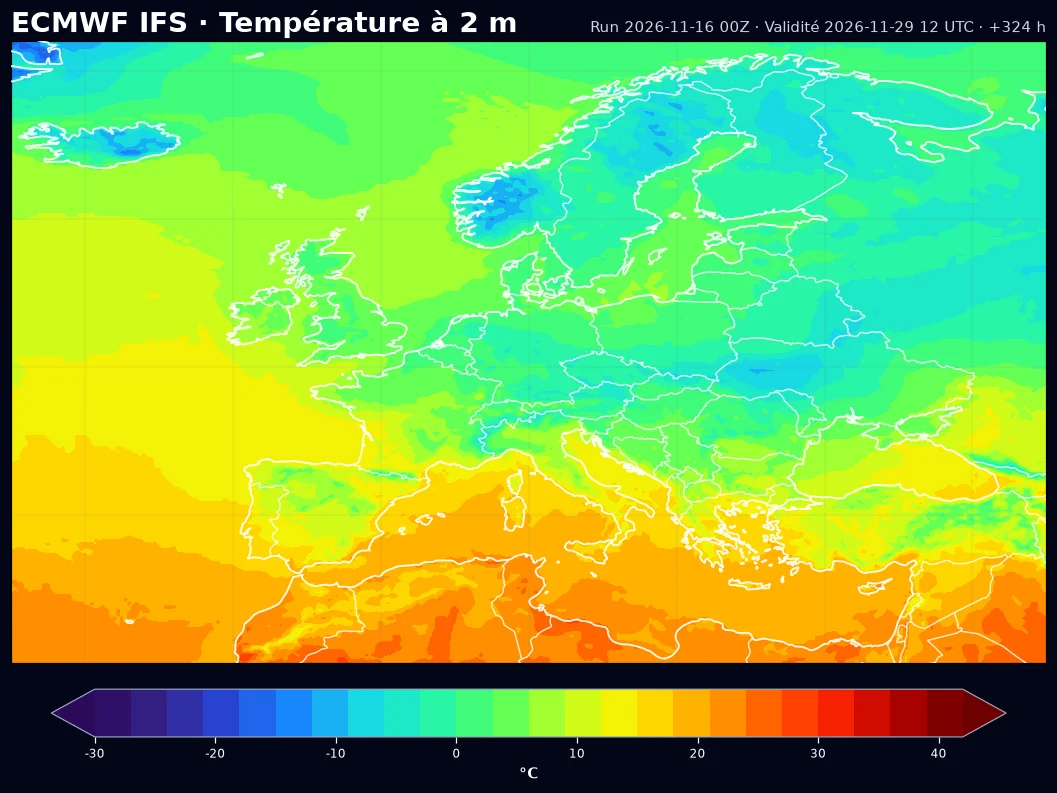 ECMWF IFS · Température à 2 m
Run 2026-11-16 00Z · Validité 2026-11-29 12 UTC · +324 h
-30 -20 -10 0 10 20 30 40
°C